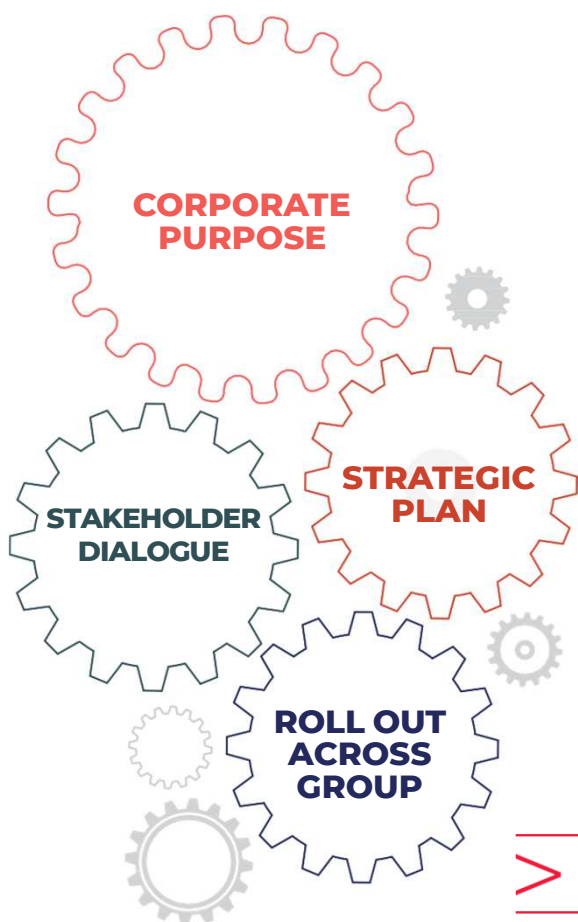 CORPORATE
PURPOSE
STRATEGIC
PLAN
STAKEHOLDER
DIALOGUE
ROLL OUT
ACROSS
GROUP